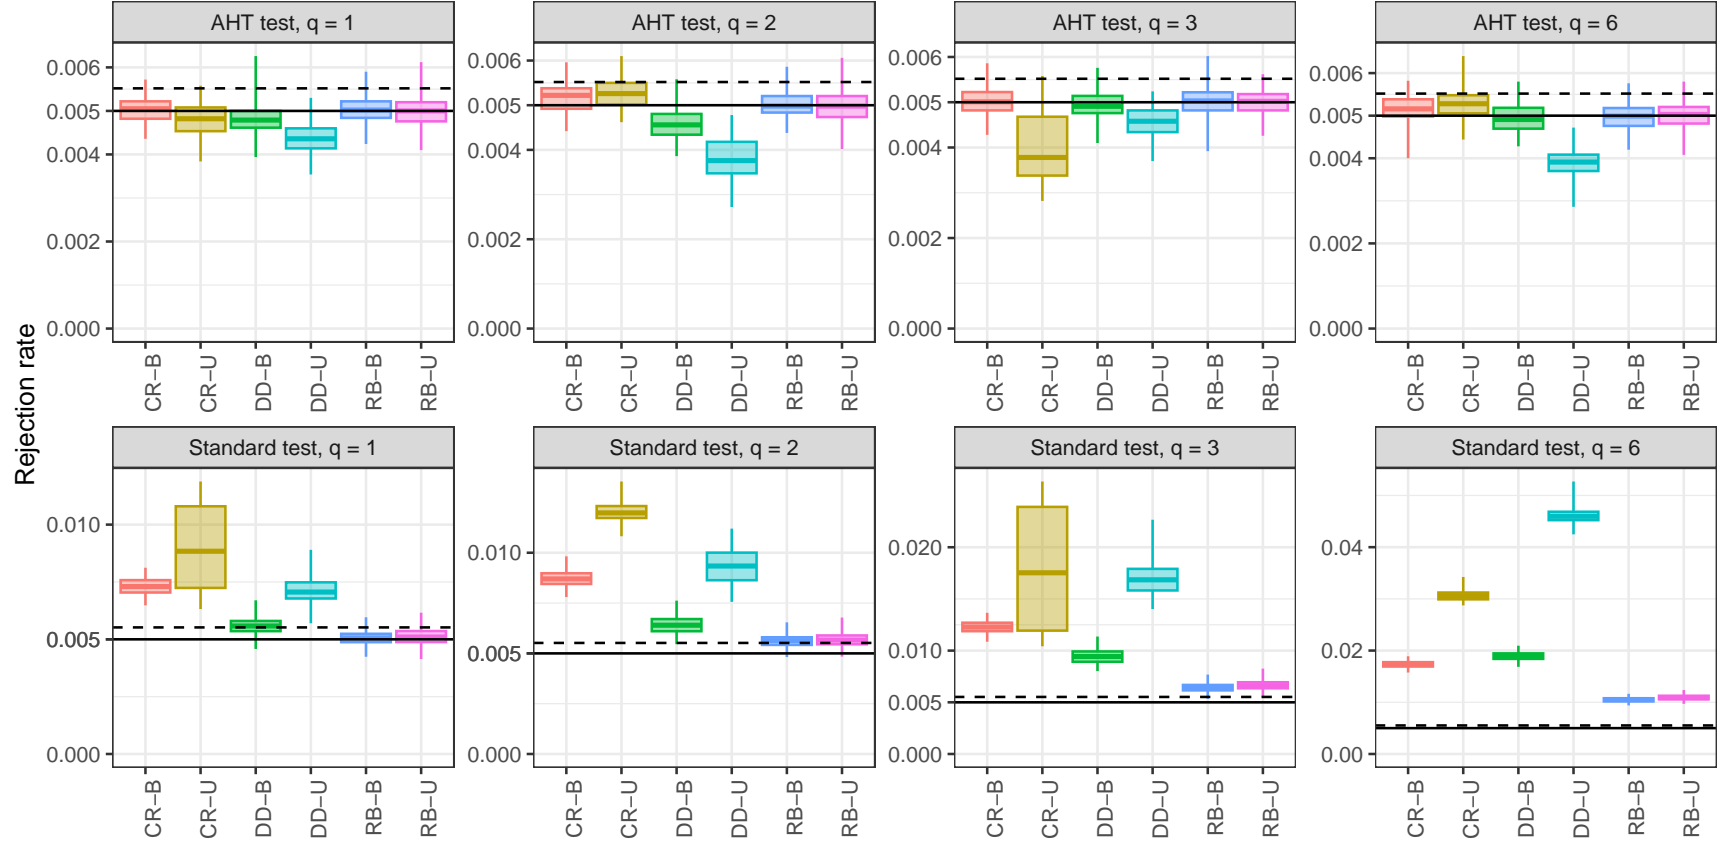 Rejection rate
AHT test, q = 1
AHT test, q = 2
AHT test, q = 3
AHT test, q = 6
0.006
0.005
0.004
0.002
0.000
0.006
0.005
0.004
0.002
0.000
0.006
0.005
0.004
0.002
0.000
0.006
0.005
0.004
0.002
0.000
CR−B CR−U DD−B DD−U RB−B RB−U
CR−B CR−U DD−B DD−U RB−B RB−U
CR−B CR−U DD−B DD−U RB−B RB−U
CR−B CR−U DD−B DD−U RB−B RB−U
Standard test, q = 1
Standard test, q = 2
Standard test, q = 3
Standard test, q = 6
0.010
0.005
0.000
0.010
0.005
0.000
0.020
0.010
0.005
0.000
0.04
0.02
0.00
CR−B CR−U DD−B DD−U RB−B RB−U
CR−B CR−U DD−B DD−U RB−B RB−U
CR−B CR−U DD−B DD−U RB−B RB−U
CR−B CR−U DD−B DD−U RB−B RB−U